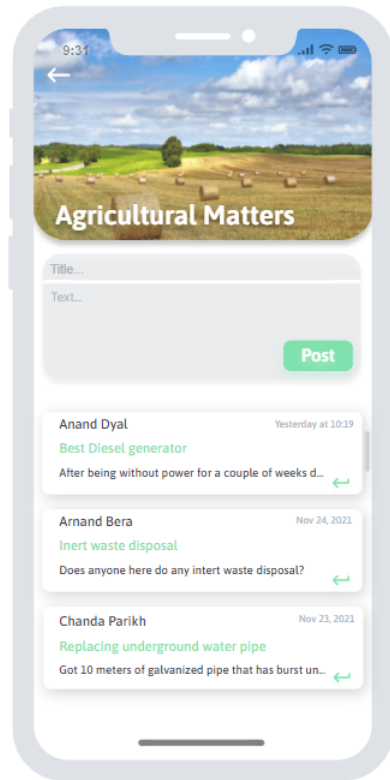 9:31
Agricultural Matters
Title...
Text...
Post
Anand Dyal Yesterday at 10:19
Best Diesel generator
After being without power for a couple of weeks d...
Arnand Bera Nov 24, 2021
Inert waste disposal
Does anyone here do any intert waste disposal?
Chanda Parikh Nov 23, 2021
Replacing underground water pipe
Got 10 meters of galvanized pipe that has burst un...